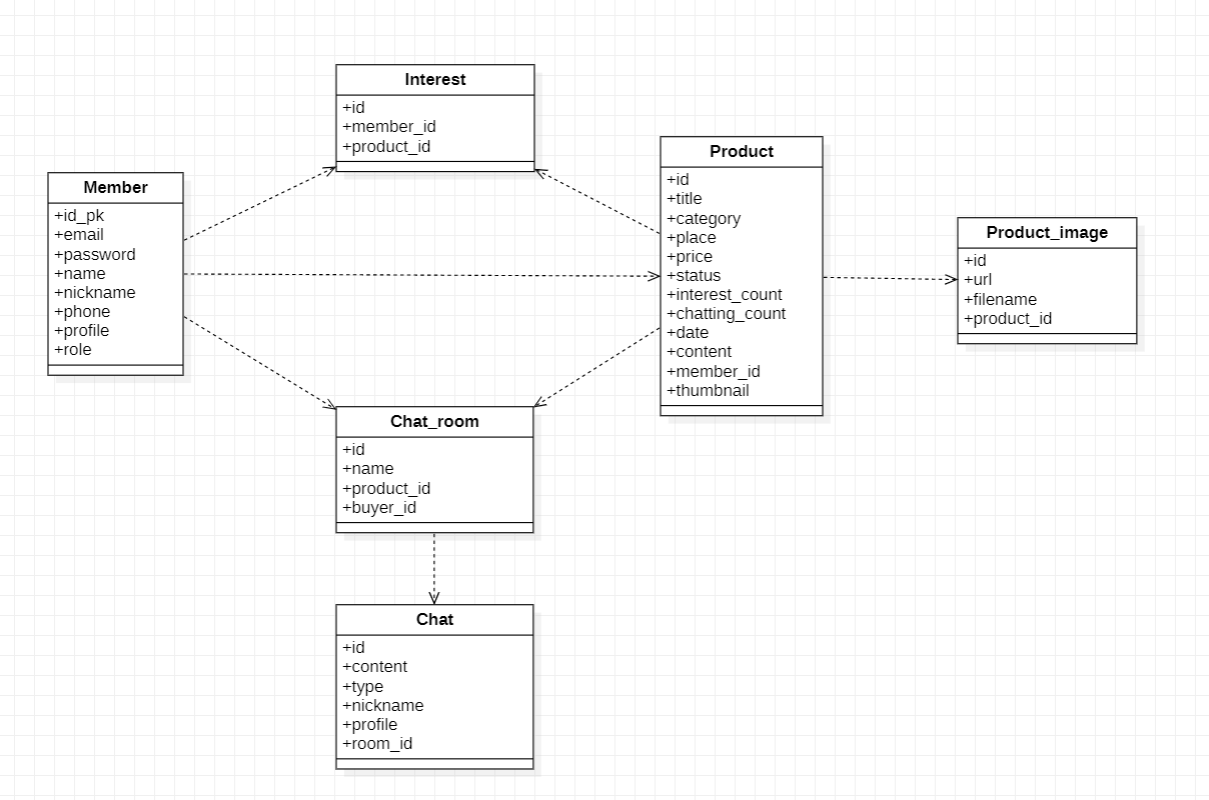 Interest
+id
+member_id
+product_id
Member
+id_pk
+email
+password
+name
+nickname
+phone
+profile
+role
Product
+id
+title
+category
+place
+price
+status
+interest_count
+chatting_count
+date
+content
+member_id
+thumbnail
Product_image
+id
+url
+filename
+product_id
Chat_room
+id
+name
+product_id
+buyer_id
Chat
+id
+content
+type
+nickname
+profile
+room_id